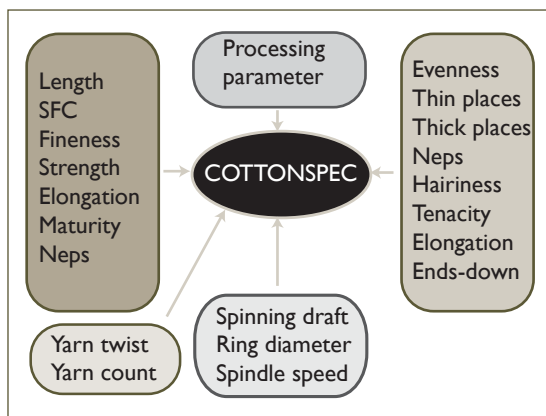 Length
SFC
Fineness
Strength
Elongation
Maturity
Neps
Processing
parameter
COTTONSPEC
Evenness
Thin places
Thick places
Neps
Hairiness
Tenacity
Elongation
Ends-down
Yarn twist
Yarn count
Spinning draft
Ring diameter
Spindle speed